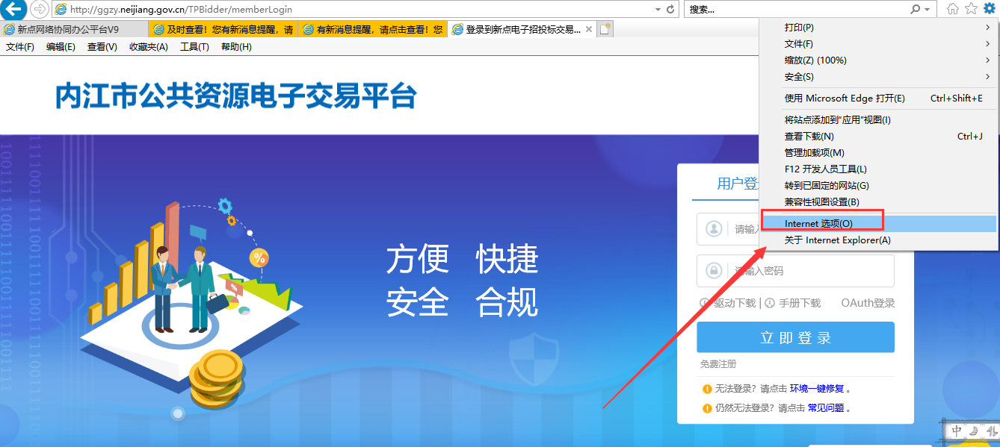 http://ggzy.neijiang.gov.cn/TPBidder/memberLogin
搜索...
新点网络协同办公平台V9
及时查看！您有新消息提醒，请
有新消息提醒，请点击查看！您
登录到新点电子招投标交易...
文件(F) 编辑(E) 查看(V) 收藏夹(A) 工具(T) 帮助(H)
打印(P)
文件(F)
缩放(Z) (100%)
安全(S)
使用 Microsoft Edge 打开(E) Ctrl+Shift+E
将站点添加到“应用”视图(I)
查看下载(N) Ctrl+J
管理加载项(M)
F12 开发人员工具(L)
转到已固定的网站(G)
兼容性视图设置(B)
Internet 选项(O)
关于 Internet Explorer(A)
内江市公共资源电子交易平台
方便 快捷
安全 合规
%
%
用户登
请输入
请输入密码
驱动下载 | 手册下载 OAuth登录
立即登录
免费注册
无法登录？请点击 环境一键修复 。
仍然无法登录？请点击 常见问题 。
中